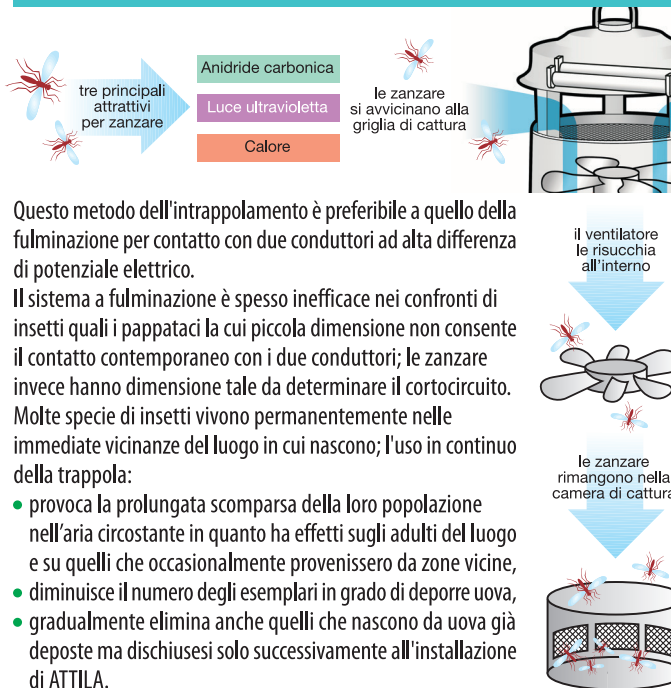 tre principali
attrattivi
per zanzare
Anidride carbonica
Luce ultravioletta
Calore
le zanzare
si avvicinano alla
griglia di cattura
Questo metodo dell'intrappolamento è preferibile a quello della
fulminazione per contatto con due conduttori ad alta differenza
di potenziale elettrico.
Il sistema a fulminazione è spesso inefficace nei confronti di
insetti quali i pappataci la cui piccola dimensione non consente
il contatto contemporaneo con i due conduttori; le zanzare
invece hanno dimensione tale da determinare il cortocircuito.
Molte specie di insetti vivono permanentemente nelle
immediate vicinanze del luogo in cui nascono; l'uso in continuo
della trappola:
• provoca la prolungata scomparsa della loro popolazione
nell'aria circostante in quanto ha effetti sugli adulti del luogo
e su quelli che occasionalmente provenissero da zone vicine,
• diminuisce il numero degli esemplari in grado di deporre uova,
• gradualmente elimina anche quelli che nascono da uova già
deposte ma dischiusesi solo successivamente all'installazione
di ATTILA.
il ventilatore
le risucchia
all'interno
le zanzare
rimangono nella
camera di cattura